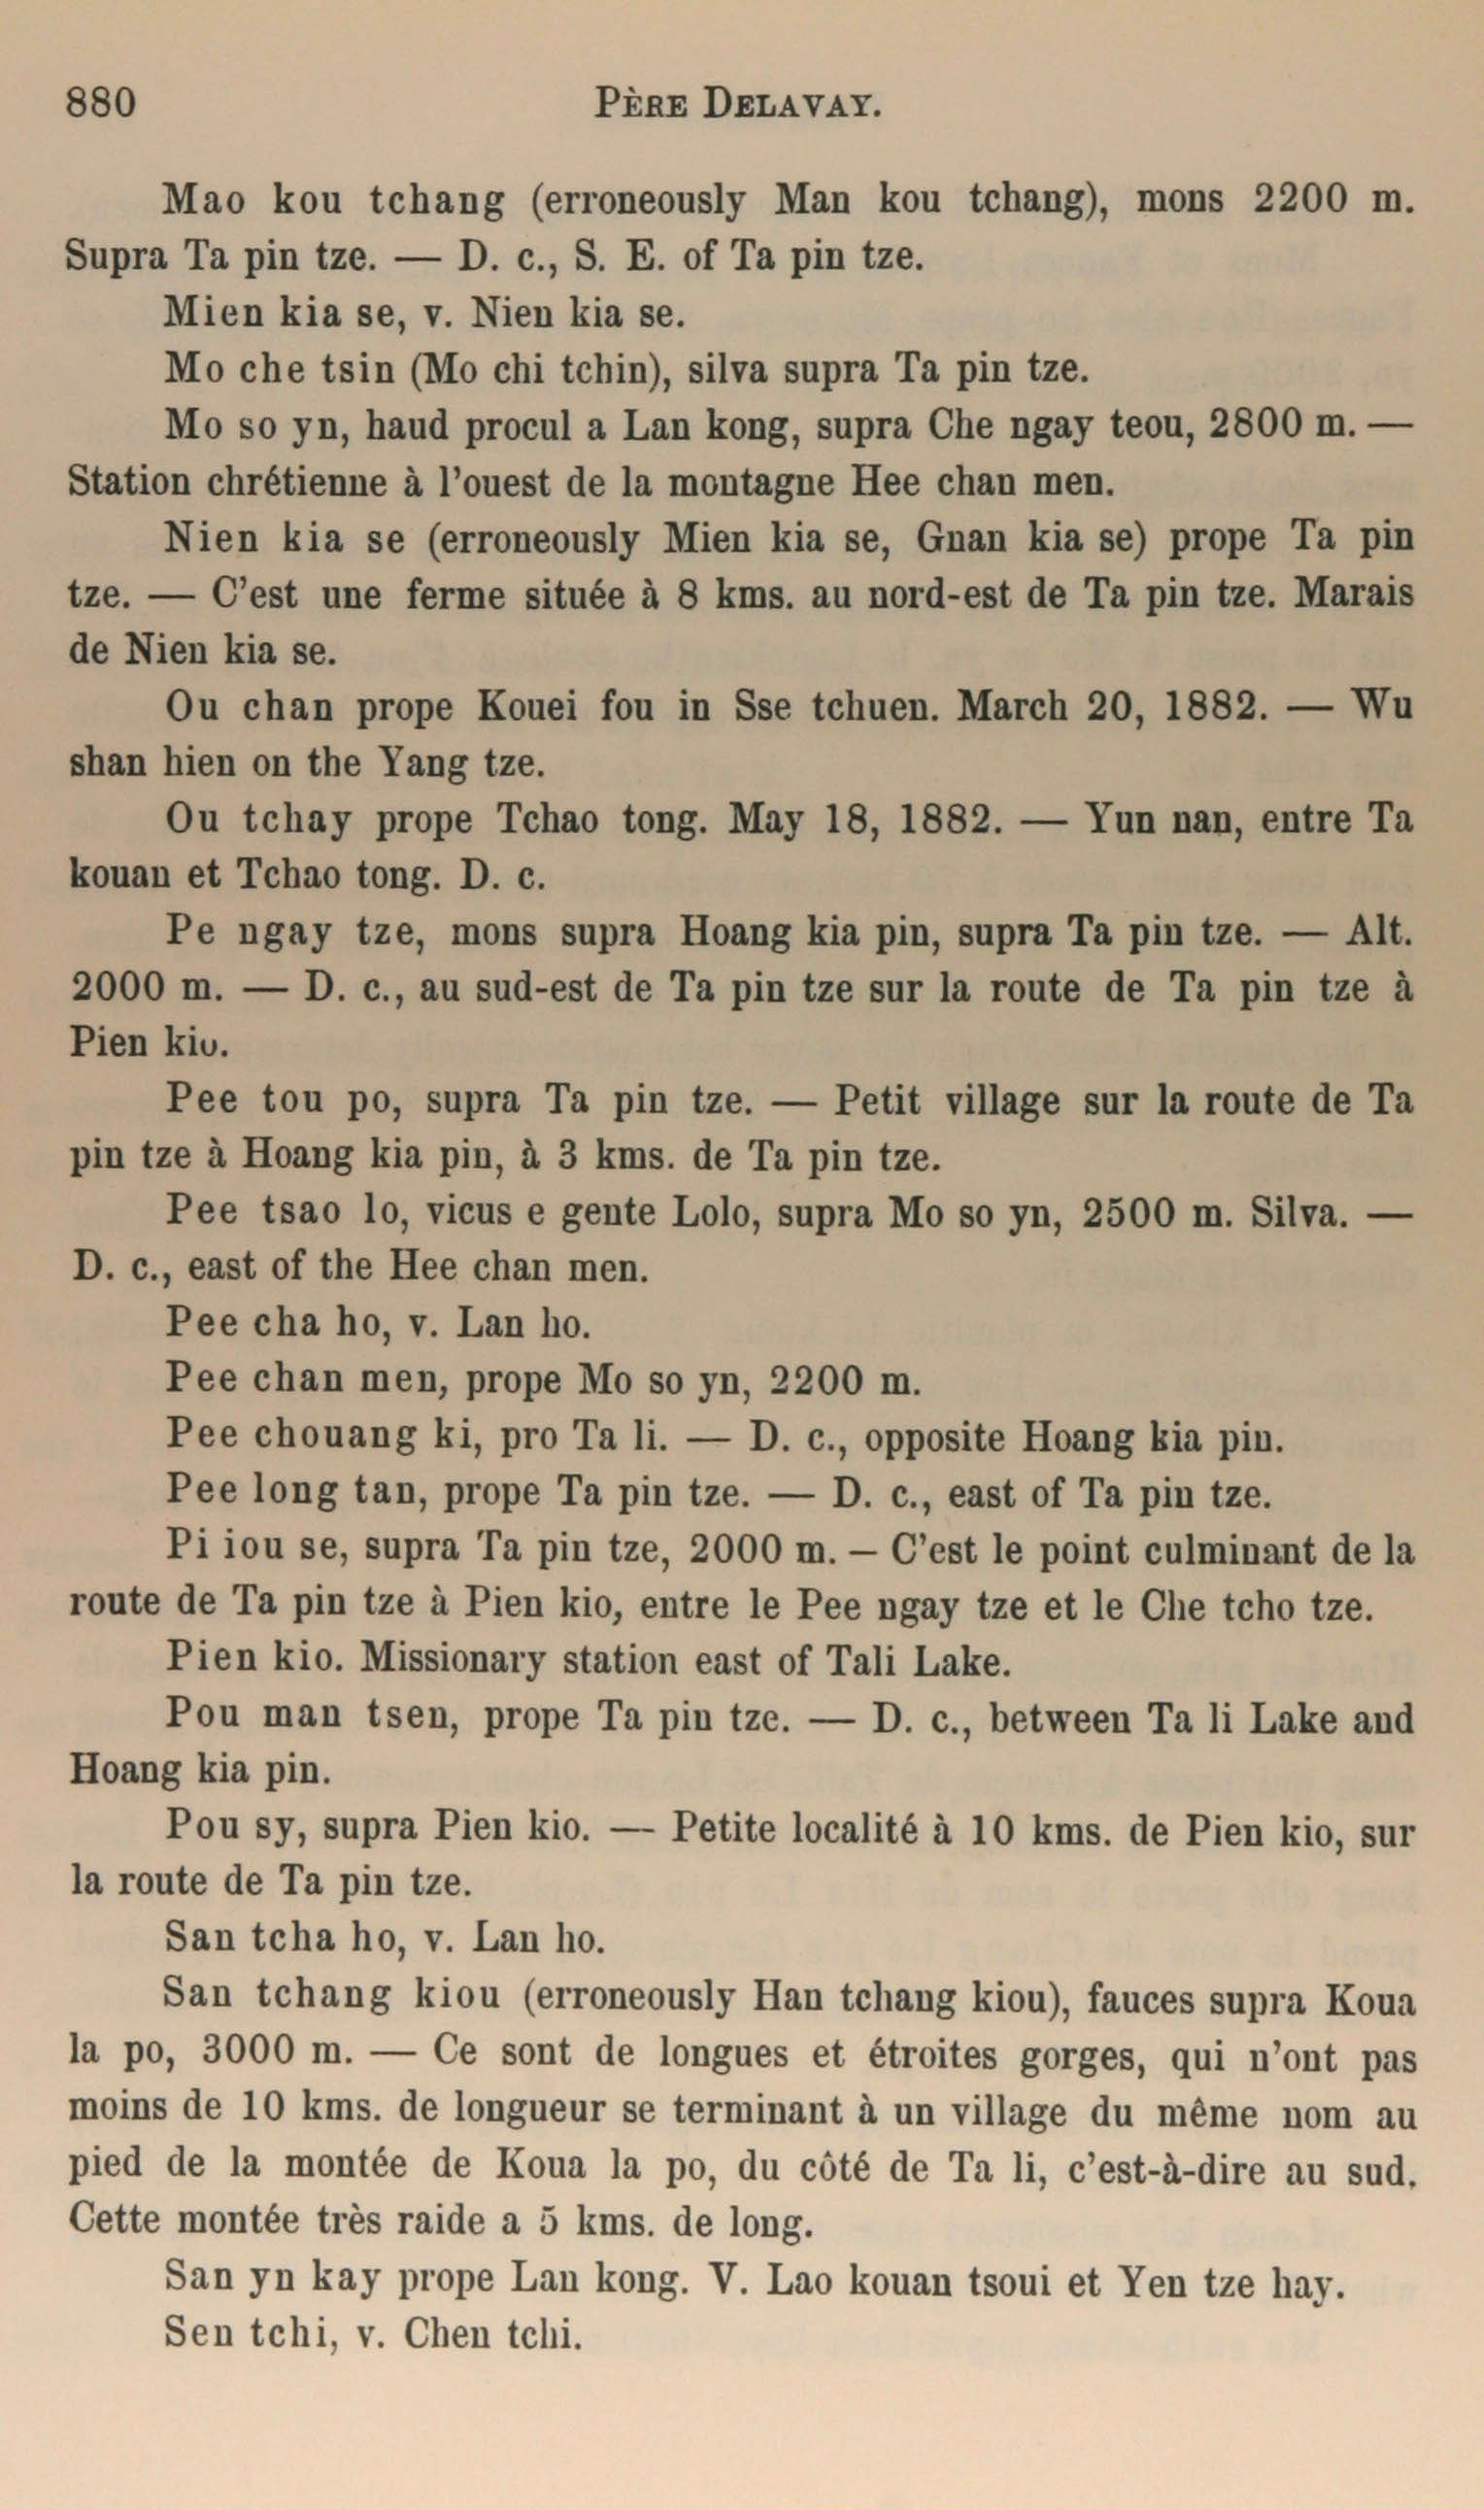 880
PÈRE DELAVAY.
Mao kou tchang (erroneously Man kou tchang), mons 2200 m.
Supra Ta pin tze. — D. c., S. E. of Ta pin tze.
Mien kia se, v. Nien kia se.
Mo che tsin (Mo chi tchin), silva supra Ta pin tze.
Mo so yn, haud procul a Lan kong, supra Che ngay teou, 2800 m. —
Station chrétienne à l'ouest de la montagne Hee chan men.
Nien kia se (erroneously Mien kia se, Gnan kia se) prope Ta pin
tze. — C'est une ferme située à 8 kms. au nord-est de Ta pin tze. Marais
de Nien kia se.
Ou chan prope Kouei fou in Sse tchuen. March 20, 1882. — Wu
shan hien on the Yang tze.
Ou tchay prope Tchao tong. May 18, 1882. — Yun nan, entre Ta
kouan et Tchao tong. D. c.
Pe ngay tze, mons supra Hoang kia pin, supra Ta pin tze. — Alt.
2000 m. — D. c., au sud-est de Ta pin tze sur la route de Ta pin tze à
Pien kio.
Pee tou po, supra Ta pin tze. — Petit village sur la route de Ta
pin tze à Hoang kia pin, à 3 kms. de Ta pin tze.
Pee tsao lo, vicus e gente Lolo, supra Mo so yn, 2500 m. Silva. —
D. c., east of the Hee chan men.
Pee cha ho, v. Lan ho.
Pee chan men, prope Mo so yn, 2200 m.
Pee chouang ki, pro Ta li. — D. c., opposite Hoang kia pin.
Pee long tan, prope Ta pin tze. — D. c., east of Ta pin tze.
Pi iou se, supra Ta pin tze, 2000 m. — C'est le point culminant de la
route de Ta pin tze à Pien kio, entre le Pee ngay tze et le Che tcho tze.
Pien kio. Missionary station east of Tali Lake.
Pou man tsen, prope Ta pin tze. — D. c., between Ta li Lake and
Hoang kia pin.
Pou sy, supra Pien kio. — Petite localité à 10 kms. de Pien kio, sur
la route de Ta pin tze.
San tcha ho, v. Lan ho.
San tchang kiou (erroneously Han tchang kiou), fauces supra Koua
la po, 3000 m. — Ce sont de longues et étroites gorges, qui n'ont pas
moins de 10 kms. de longueur se terminant à un village du même nom au
pied de la montée de Koua la po, du côté de Ta li, c'est-à-dire au sud.
Cette montée très raide a 5 kms. de long.
San yn kay prope Lan kong. V. Lao kouan tsoui et Yen tze hay.
Sen tchi, v. Chen tchi.